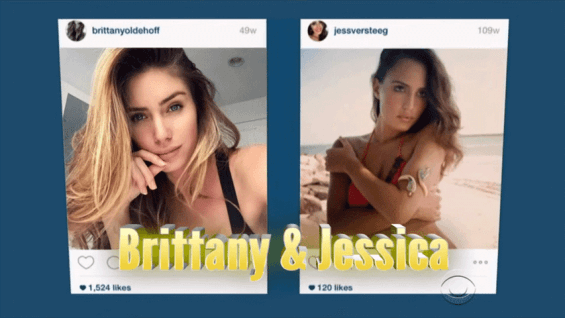 brittanyoldehoff 49w
jessversteeg 109w
Brittany & Jessica
1,524 likes
120 likes